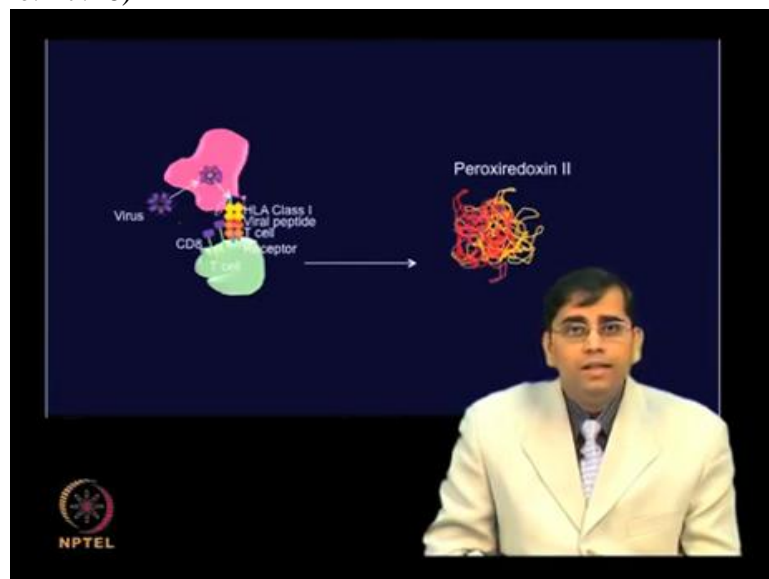 Peroxiredoxin II
HLA Class I
Virus
Viral peptide
T cell
CD8
Receptor
T cell
NPTEL